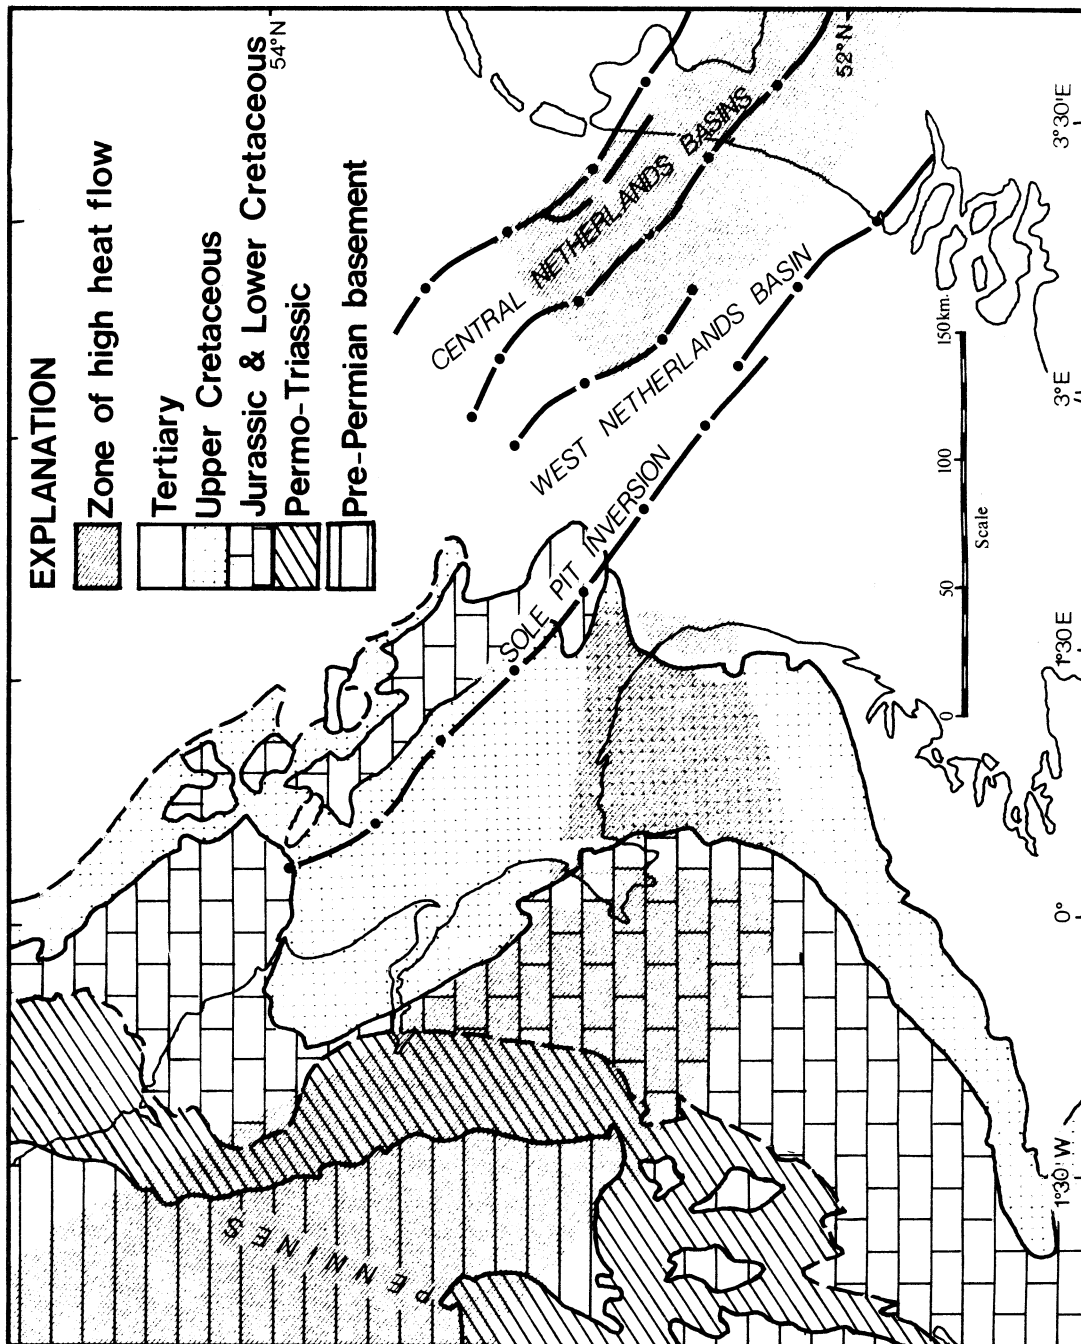 EXPLANATION
Zone of high heat flow
Tertiary
Upper Cretaceous
Jurassic & Lower Cretaceous
Permo-Triassic
Pre-Permian basement
54°N
52°N
3°30'E
3°E
1°30 E
0°
1°30' W
CENTRAL NETHERLANDS BASINS
WEST NETHERLANDS BASIN
SOLE PIT INVERSION
PENNINES
0 50 100 150km.
Scale